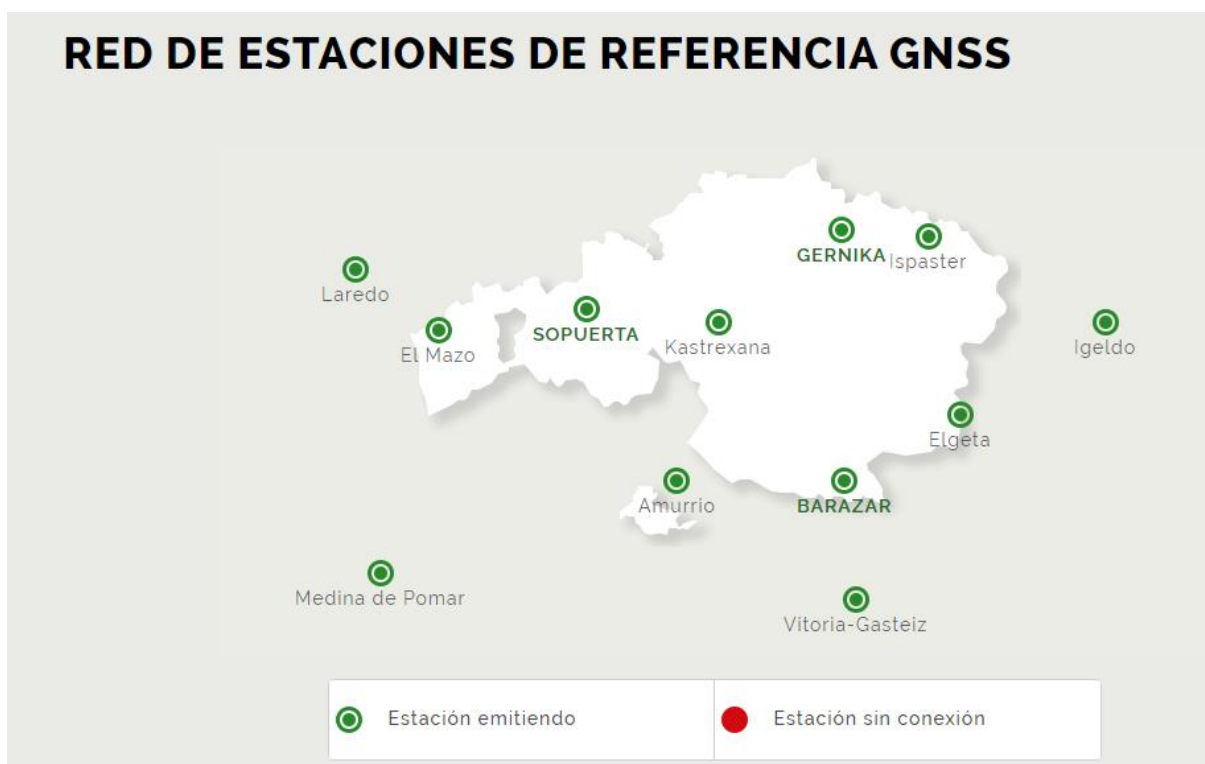 RED DE ESTACIONES DE REFERENCIA GNSS
GERNIKA
Ispaster
Laredo
SOPUERTA
Kastrexana
Igeldo
El Mazo
Elgeta
Amurrio
BARAZAR
Medina de Pomar
Vitoria-Gasteiz
Estación emitiendo
Estación sin conexión